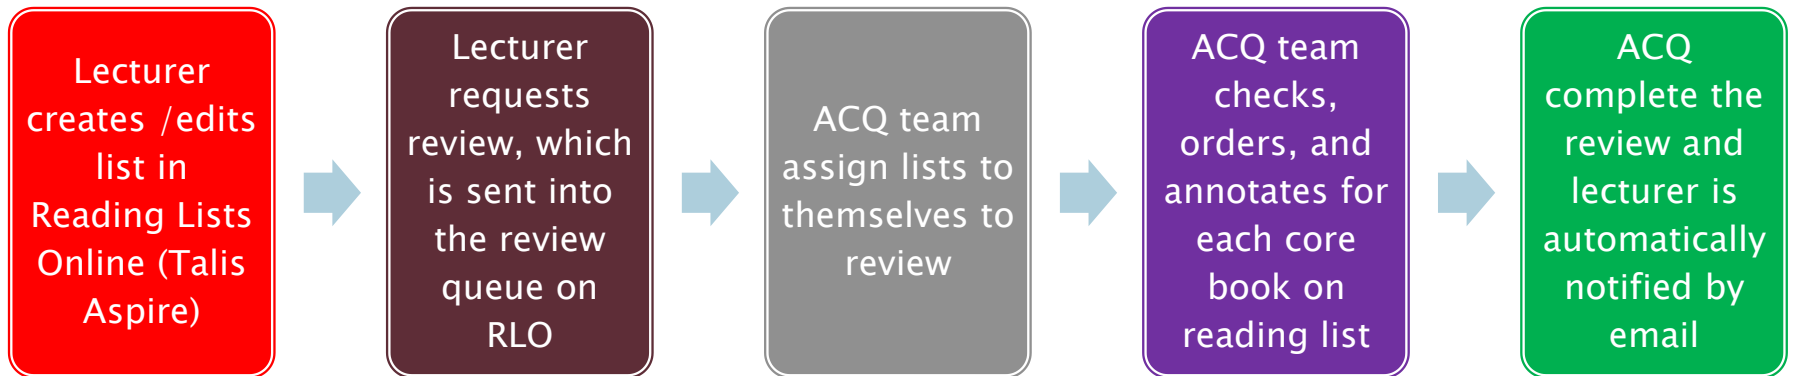 Lecturer
creates /edits
list in
Reading Lists
Online (Talis
Aspire)
Lecturer
requests
review, which
is sent into
the review
queue on
RLO
ACQ team
assign lists to
themselves to
review
ACQ team
checks,
orders, and
annotates for
each core
book on
reading list
ACQ
complete the
review and
lecturer is
automatically
notified by
email